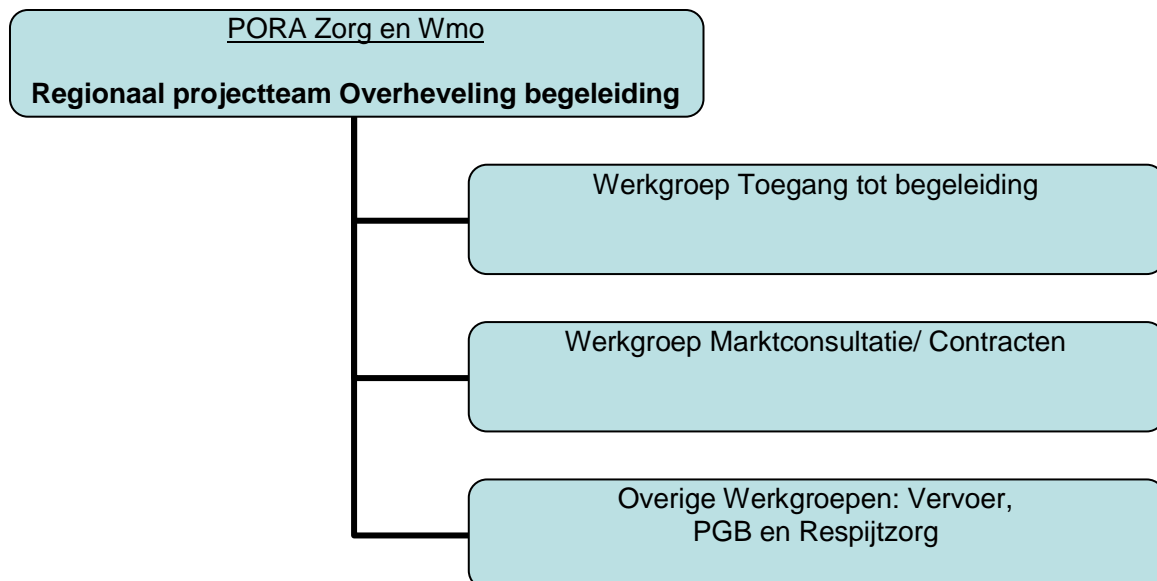 PORA Zorg en Wmo
Regionaal projectteam Overheveling begeleiding
Werkgroep Toegang tot begeleiding
Werkgroep Marktconsultatie/ Contracten
Overige Werkgroepen: Vervoer,
PGB en Respijtzorg